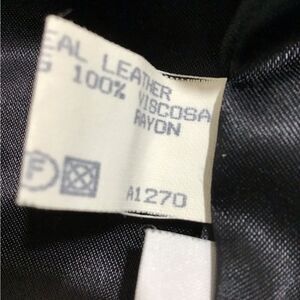 EAL LEATHER
G 100% VISCOSA
RAYON
F
A1270